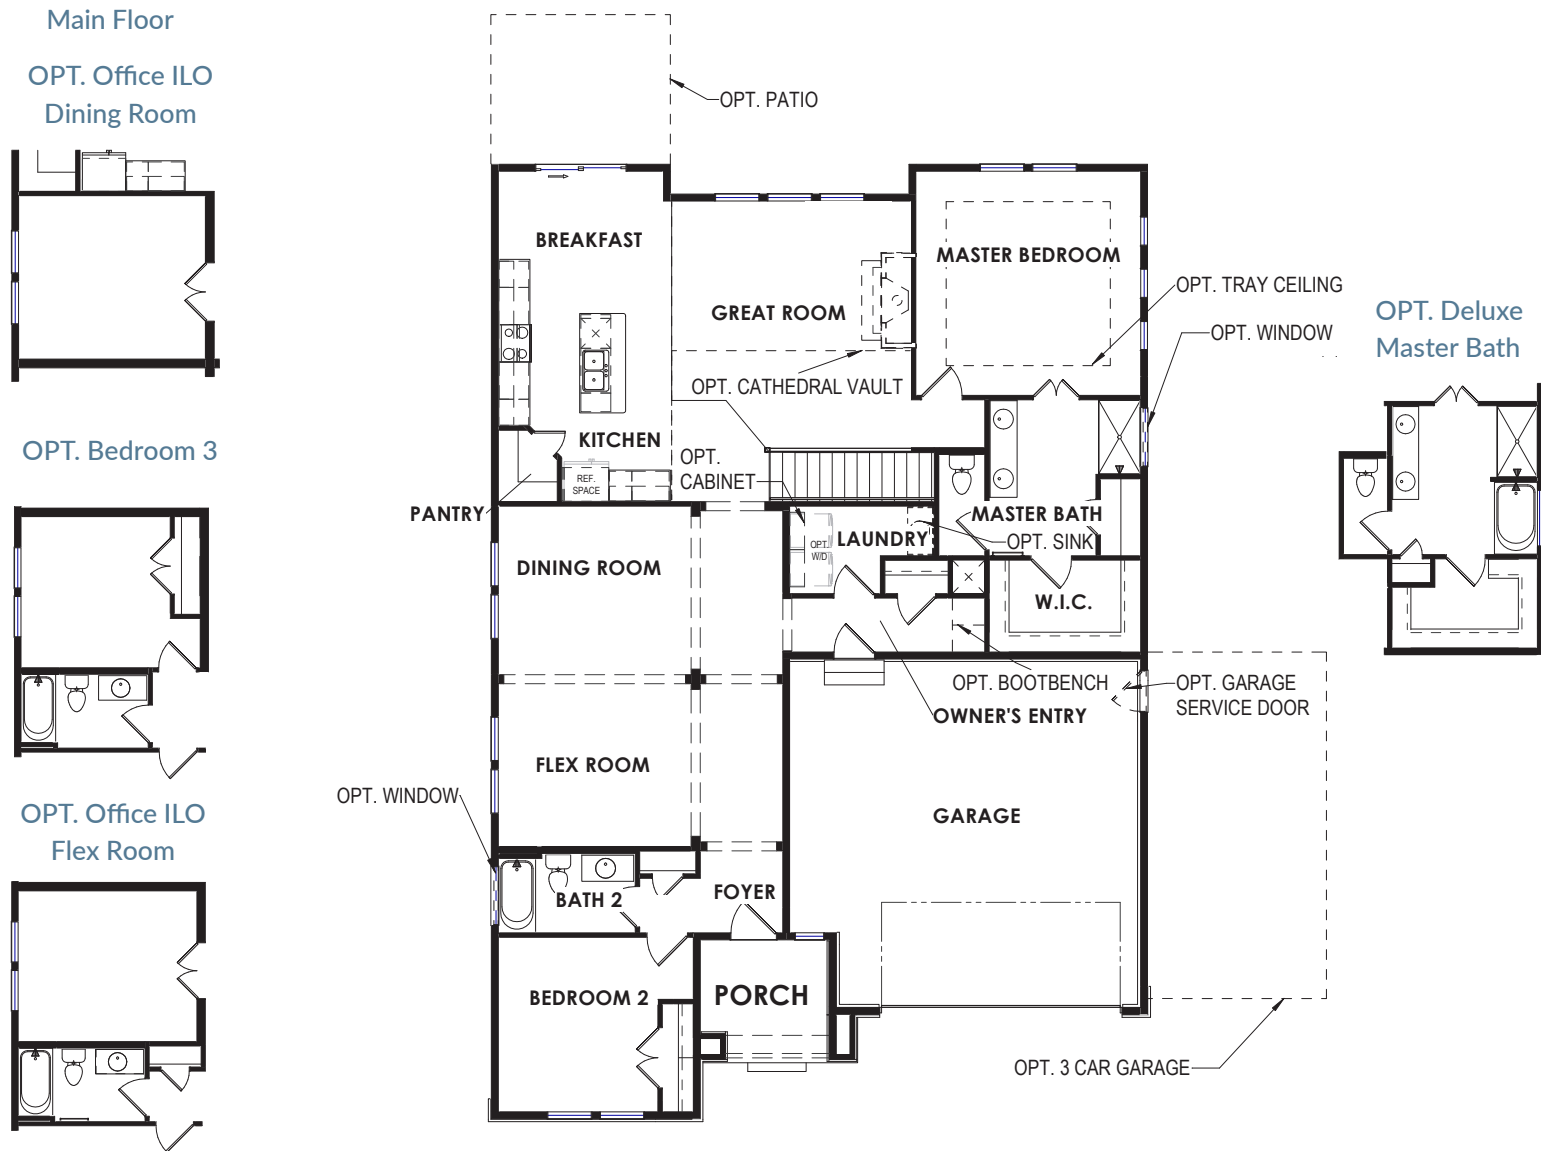 Main Floor
OPT. Office ILO
Dining Room
OPT. Bedroom 3
OPT. Office ILO
Flex Room
OPT. PATIO
BREAKFAST
MASTER BEDROOM
OPT. TRAY CEILING
GREAT ROOM
OPT. WINDOW
OPT. CATHEDRAL VAULT
KITCHEN
OPT.
CABINET
REF.
SPACE
PANTRY
MASTER BATH
LAUNDRY
OPT. SINK
OPT.
W/D
DINING ROOM
W.I.C.
OPT. BOOTBENCH
OPT. GARAGE
SERVICE DOOR
OWNER'S ENTRY
FLEX ROOM
OPT. WINDOW
GARAGE
BATH 2
FOYER
BEDROOM 2
PORCH
OPT. 3 CAR GARAGE
OPT. Deluxe
Master Bath